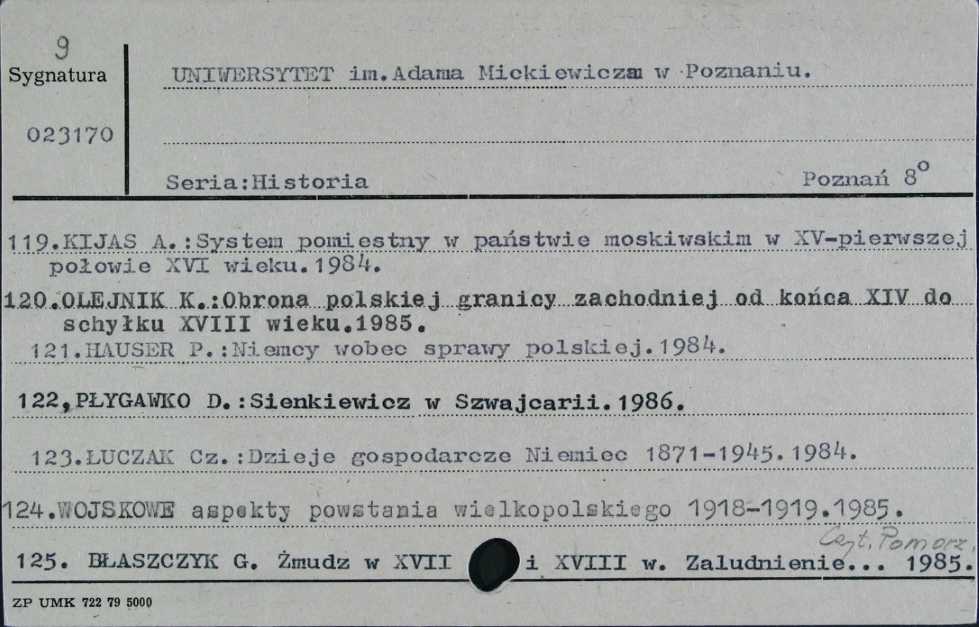 9
Sygnatura
UNIWERSYTET im.Adama Mickiewicza w Poznaniu.
023170
Seria:Historia Poznań 8°
119.KIJAS A.:System pomiestny w państwie moskiwskim w XV-pierwszej
połowie XVI wieku.1984.
120.OLEJNIK K.:Obrona polskiej granicy zachodniej od końca XIV do
schyłku XVIII wieku.1985.
121.HAUSER P.:Niemcy wobec sprawy polskiej.1984.
122,PŁYGAWKO D.:Sienkiewicz w Szwajcarii.1986.
123.ŁUCZAK Cz.:Dzieje gospodarcze Niemiec 1871-1945.1984.
124.WOJSKOWE aspekty powstania wielkopolskiego 1918-1919.1985.
Czyt. Pomorz.
125. BŁASZCZYK G. Żmudz w XVII i XVIII w. Zaludnienie... 1985.
ZP UMK 722 79 5000